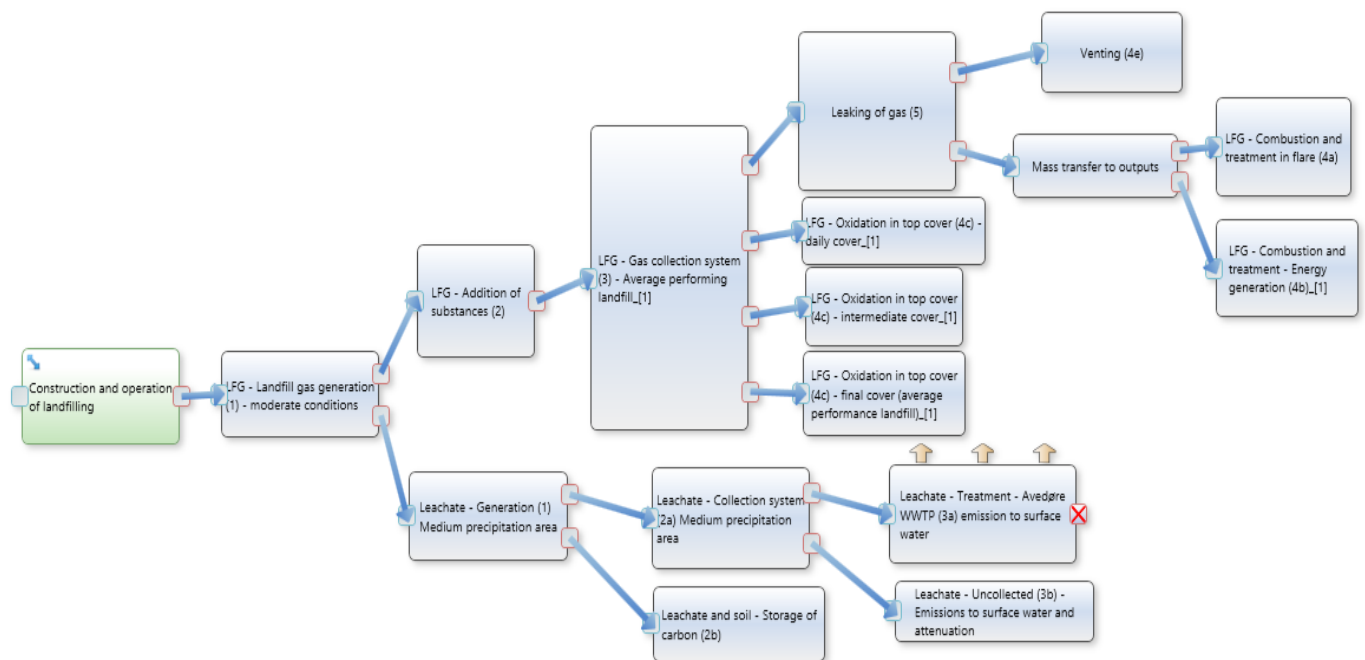 Venting (4e)
Leaking of gas (5)
LFG - Combustion and
treatment in flare (4a)
Mass transfer to outputs
LFG - Oxidation in top cover (4c) -
daily cover_[1]
LFG - Combustion and
treatment - Energy
generation (4b)_[1]
LFG - Gas collection system
(3) - Average performing
landfill_[1]
LFG - Addition of
substances (2)
LFG - Oxidation in top cover
(4c) - intermediate cover_[1]
Construction and operation
of landfilling
LFG - Landfill gas generation
(1) - moderate conditions
LFG - Oxidation in top cover
(4c) - final cover (average
performance landfill)_[1]
Leachate - Generation (1)
Medium precipitation area
Leachate - Collection system
(2a) Medium precipitation
area
Leachate - Treatment - Avedøre
WWTP (3a) emission to surface
water
Leachate and soil - Storage of
carbon (2b)
Leachate - Uncollected (3b) -
Emissions to surface water and
attenuation